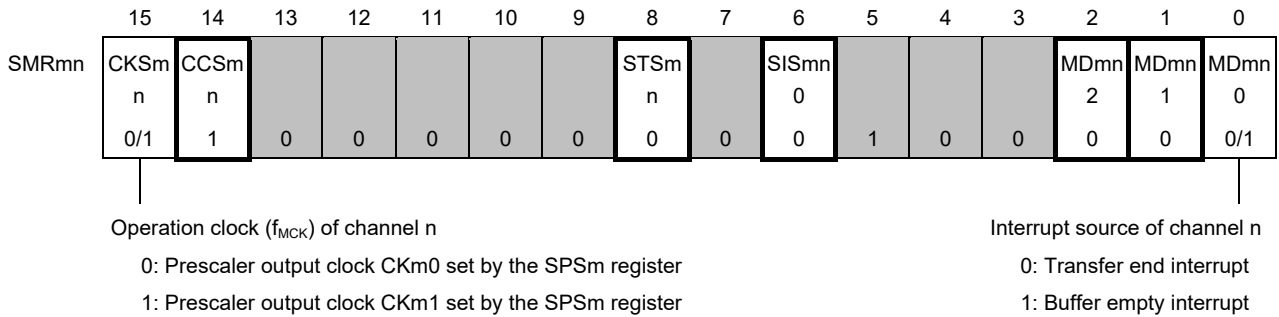 15 14 13 12 11 10 9 8 7 6 5 4 3 2 1 0
SMRmn CKSm CCSm STSm SISmn MDmn MDmn MDmn
n n n 0 2 1 0
0/1 1 0 0 0 0 0 0 0 0 1 0 0 0 0 0/1
Operation clock (fMCK) of channel n Interrupt source of channel n
0: Prescaler output clock CKm0 set by the SPSm register 0: Transfer end interrupt
1: Prescaler output clock CKm1 set by the SPSm register 1: Buffer empty interrupt